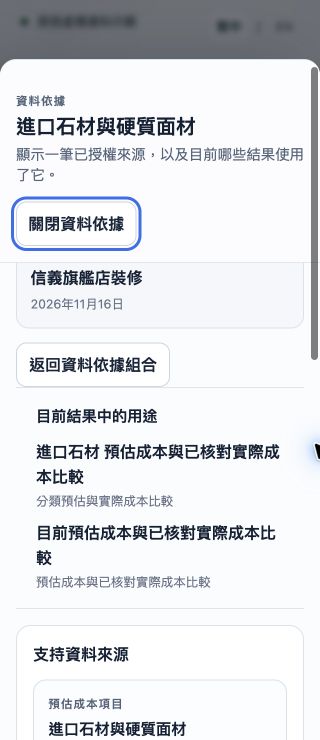 資料依據
進口石材與硬質面材
顯示一筆已授權來源，以及目前哪些結果使用
了它。
關閉資料依據
信義旗艦店裝修
2026年11月16日
返回資料依據組合
目前結果中的用途
進口石材 預估成本與已核對實際成
本比較
分類預估與實際成本比較
目前預估成本與已核對實際成本比
較
預估成本與已核對實際成本比較
支持資料來源
預估成本項目
進口石材與硬質面材